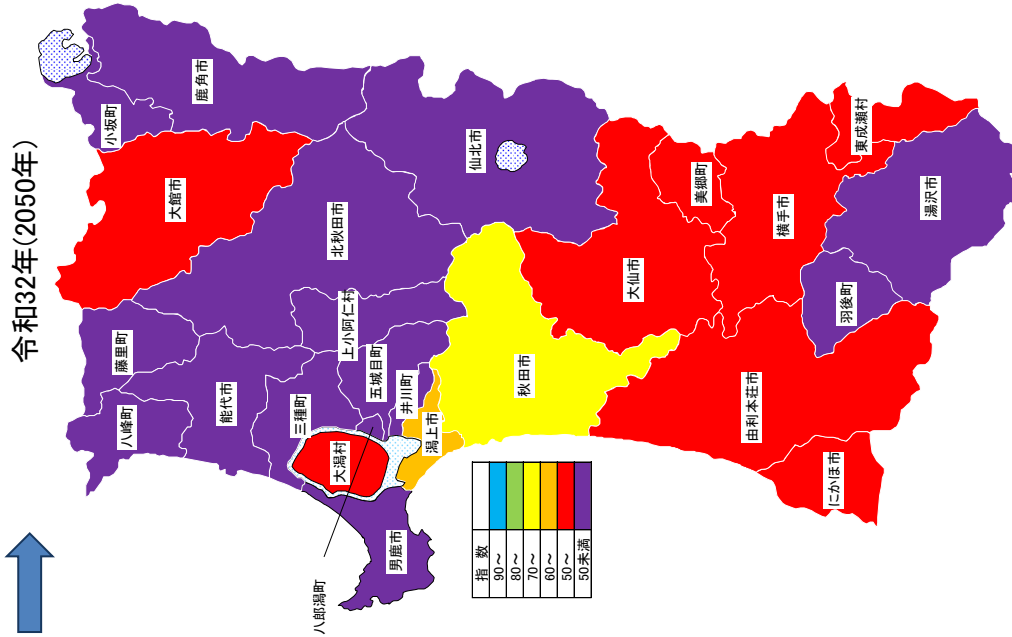 令和32年(2050年)
小坂町
鹿角市
大館市
北秋田市
仙北市
藤里町
八峰町
能代市
上小阿仁村
三種町
五城目町
井川町
潟上市
大潟村
男鹿市
八郎潟町
秋田市
大仙市
美郷町
横手市
東成瀬村
湯沢市
羽後町
由利本荘市
にかほ市
指 数
90～
80～
70～
60～
50～
50未満